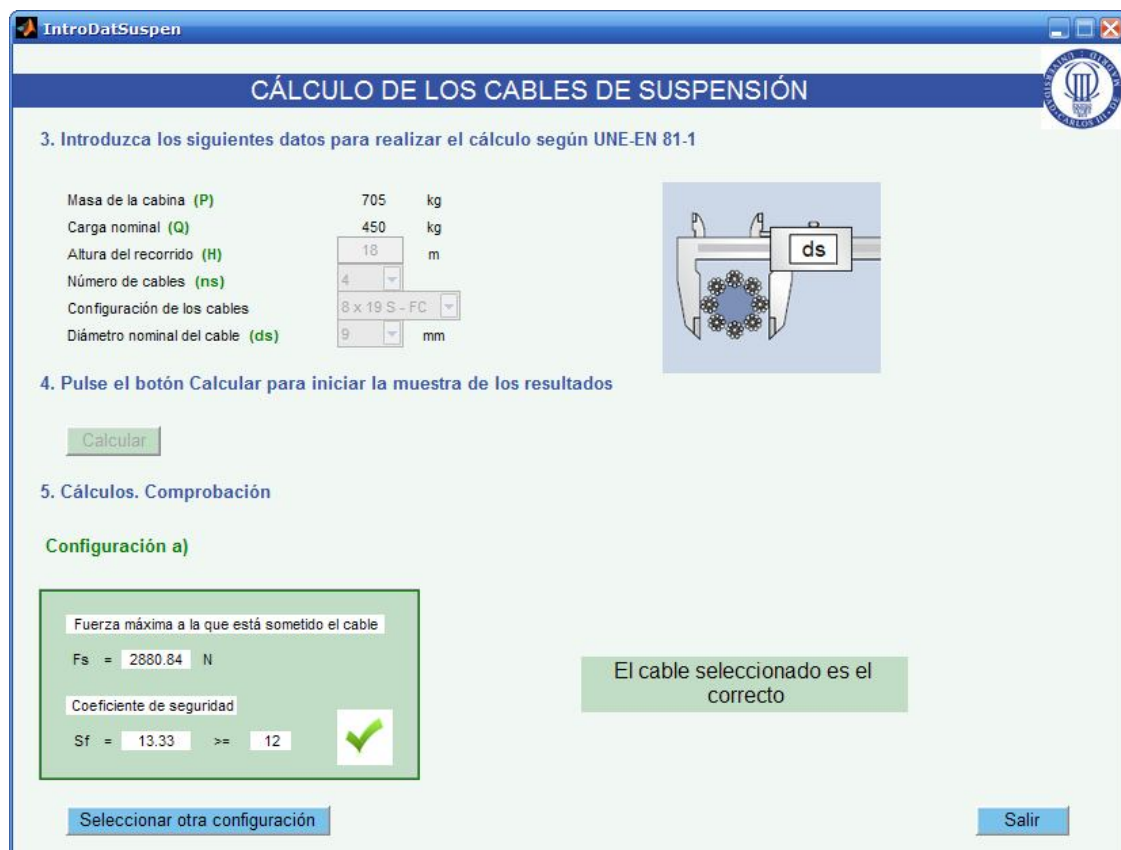 IntroDatSuspen
CÁLCULO DE LOS CABLES DE SUSPENSIÓN
UNIVERSIDAD · CARLOS III · DE MADRID
3. Introduzca los siguientes datos para realizar el cálculo según UNE-EN 81-1
Masa de la cabina (P) 705 kg
Carga nominal (Q) 450 kg
Altura del recorrido (H) 18 m
Número de cables (ns) 4
Configuración de los cables 8 x 19 S - FC
Diámetro nominal del cable (ds) 9 mm
ds
4. Pulse el botón Calcular para iniciar la muestra de los resultados
Calcular
5. Cálculos. Comprobación
Configuración a)
Fuerza máxima a la que está sometido el cable
Fs = 2880.84 N
Coeficiente de seguridad
Sf = 13.33 >= 12
El cable seleccionado es el
correcto
Seleccionar otra configuración
Salir